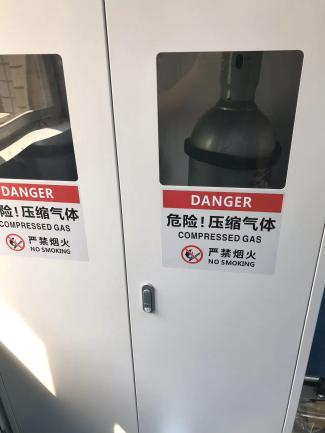 DANGER
险！压缩气体
COMPRESSED GAS
严禁烟火
NO SMOKING
DANGER
危险！压缩气体
COMPRESSED GAS
严禁烟火
NO SMOKING